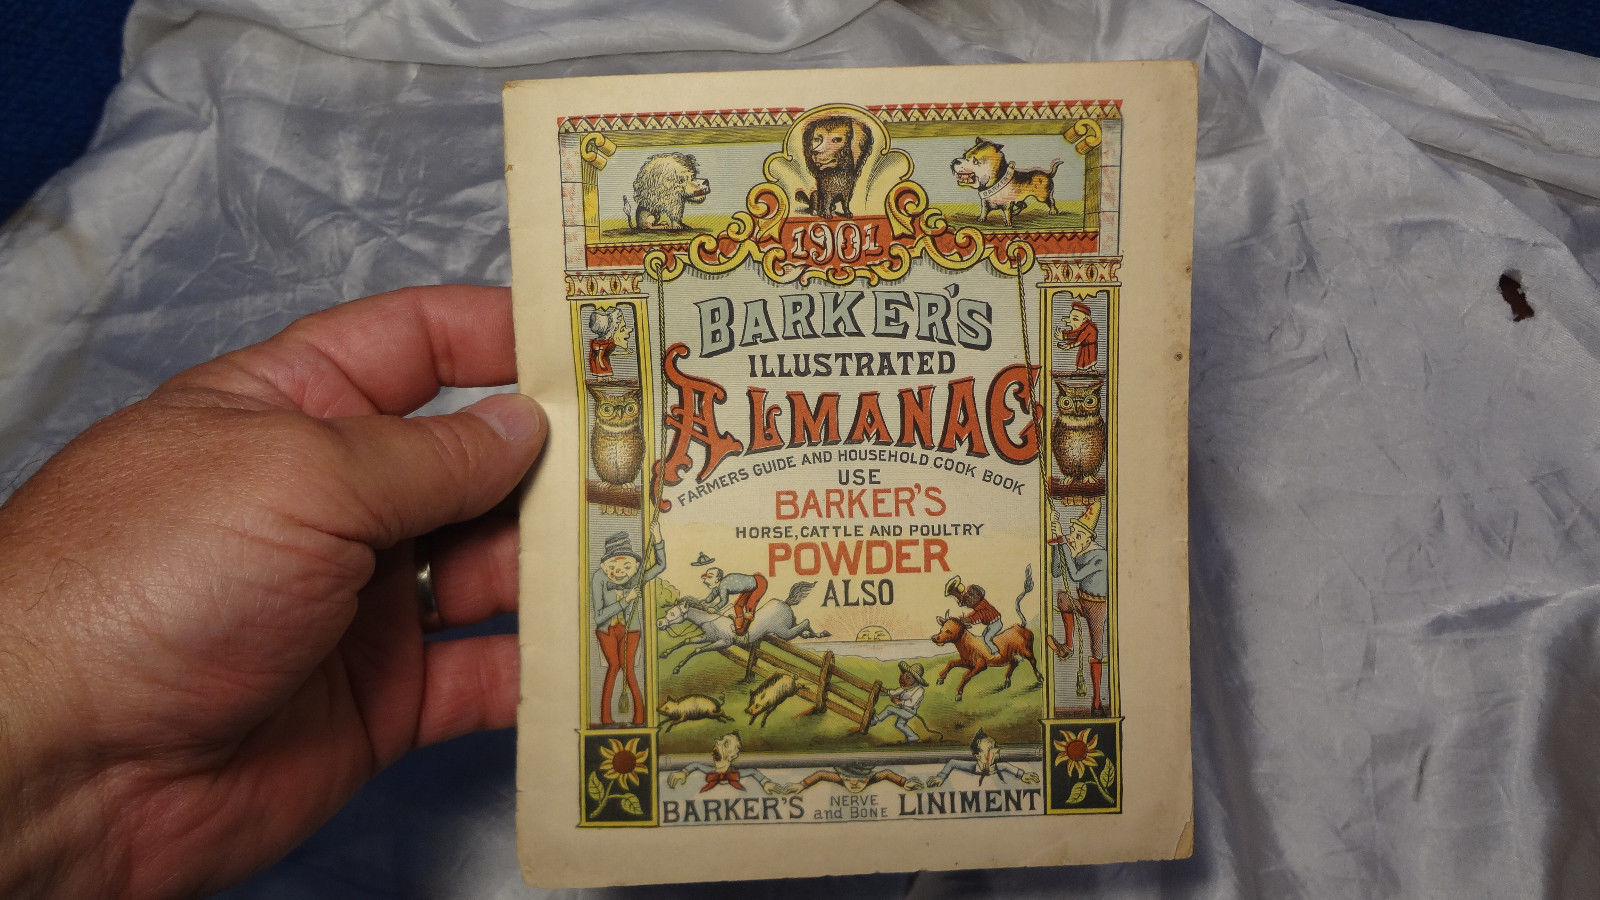 1901
BARKER'S
ILLUSTRATED
ALMANAC
FARMERS GUIDE AND HOUSEHOLD COOK BOOK
USE
BARKER'S
HORSE, CATTLE AND POULTRY
POWDER
ALSO
BARKER'S NERVE and BONE LINIMENT